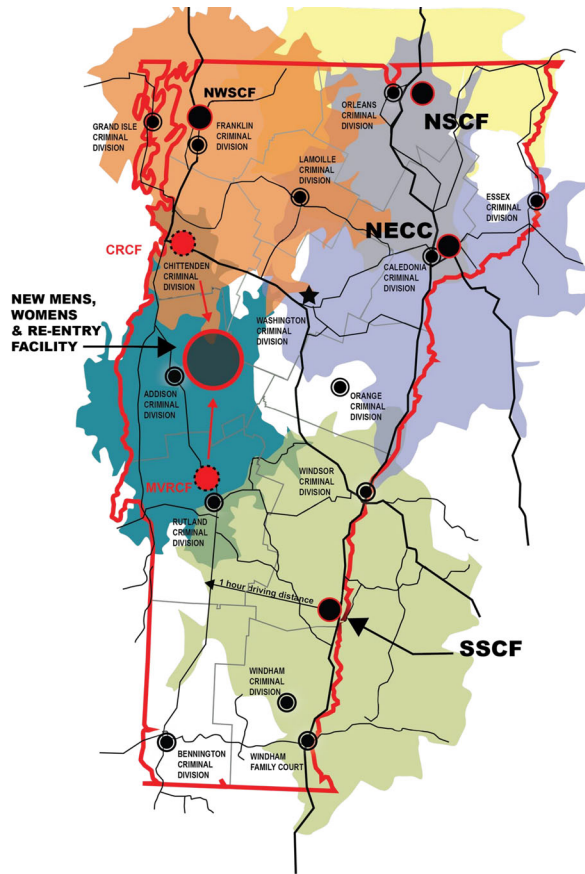 NWSCF
ORLEANS
CRIMINAL
DIVISION
NSCF
GRAND ISLE
CRIMINAL
DIVISION
FRANKLIN
CRIMINAL
DIVISION
LAMOILLE
CRIMINAL
DIVISION
ESSEX
CRIMINAL
DIVISION
NECC
CRCF
CHITTENDEN
CRIMINAL
DIVISION
CALEDONIA
CRIMINAL
DIVISION
NEW MENS,
WOMENS
& RE-ENTRY
FACILITY
WASHINGTON
CRIMINAL
DIVISION
ADDISON
CRIMINAL
DIVISION
ORANGE
CRIMINAL
DIVISION
MVRCF
WINDSOR
CRIMINAL
DIVISION
RUTLAND
CRIMINAL
DIVISION
1 hour driving distance
SSCF
WINDHAM
CRIMINAL
DIVISION
BENNINGTON
CRIMINAL
DIVISION
WINDHAM
FAMILY COURT